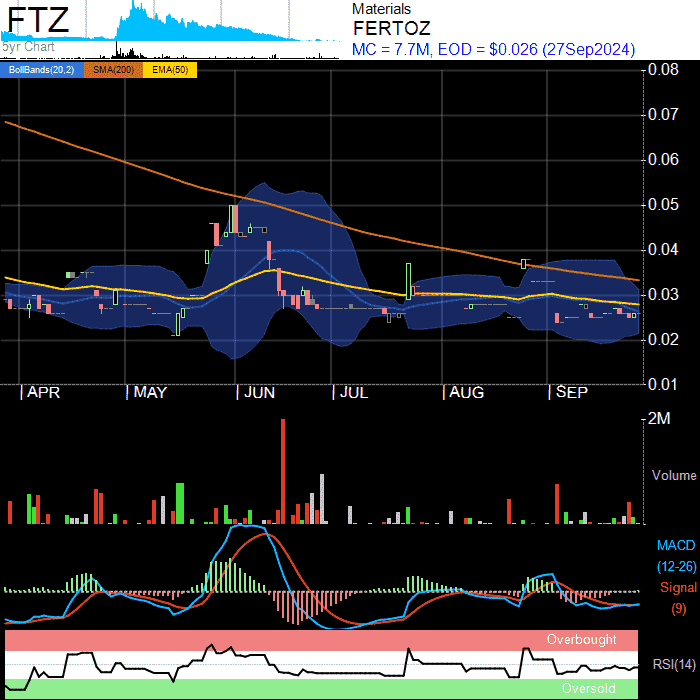 FTZ
5yr Chart
Materials
FERTOZ
MC = 7.7M, EOD = $0.026 (27Sep2024)
BollBands(20,2) SMA(200) EMA(50)
0.08
0.07
0.06
0.05
0.04
0.03
0.02
0.01
APR MAY JUN JUL AUG SEP
2M
Volume
MACD
(12-26)
Signal
(9)
Overbought
RSI(14)
Oversold